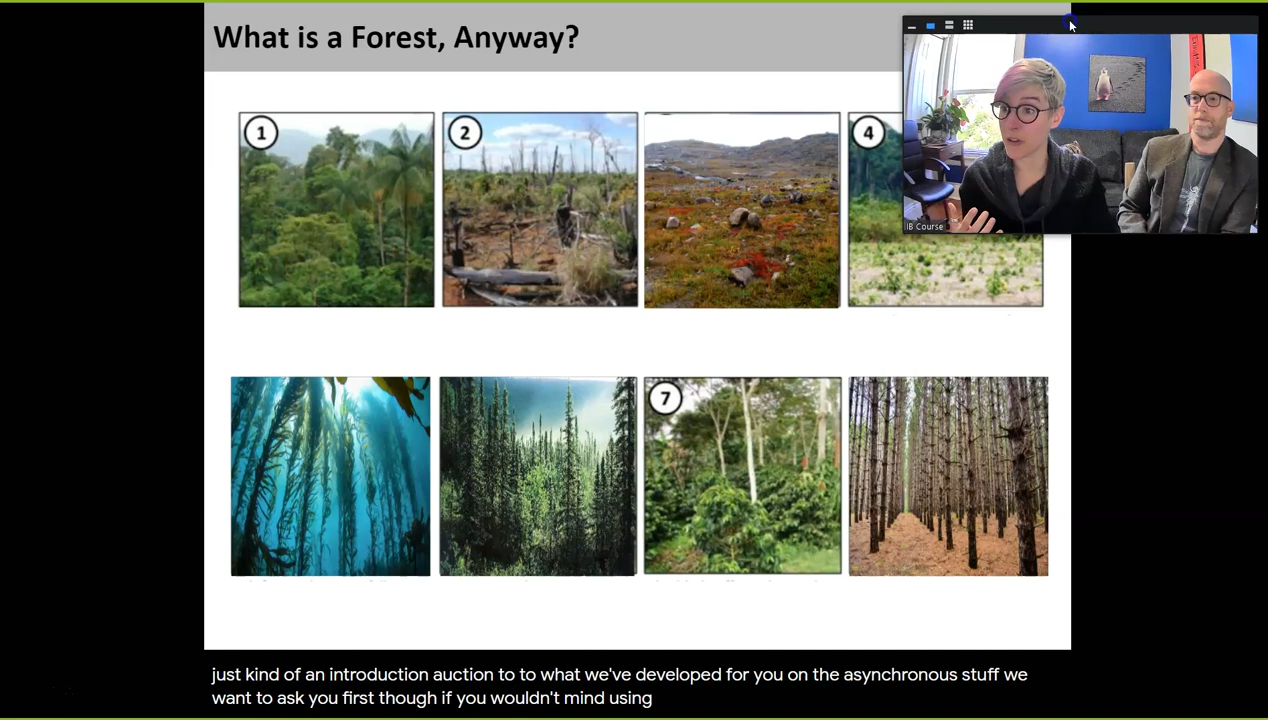 What is a Forest, Anyway?
1
2
4
IB Course
7
just kind of an introduction auction to to what we've developed for you on the asynchronous stuff we
want to ask you first though if you wouldn't mind using